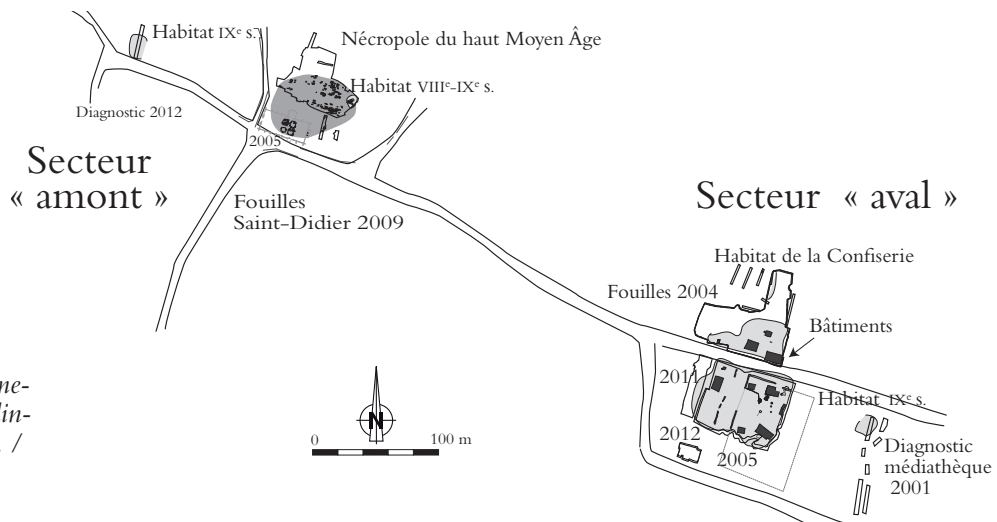 Habitat IXᵉ s.
Nécropole du haut Moyen Âge
Habitat VIIIᵉ-IXᵉ s.
Diagnostic 2012
2005
Secteur
« amont »
Fouilles
Saint-Didier 2009
Secteur « aval »
Habitat de la Confiserie
Fouilles 2004
Bâtiments
2011
Habitat IXᵉ s.
2012
2005
Diagnostic
médiathèque
2001
N
0 100 m
ne-
lin-
. /